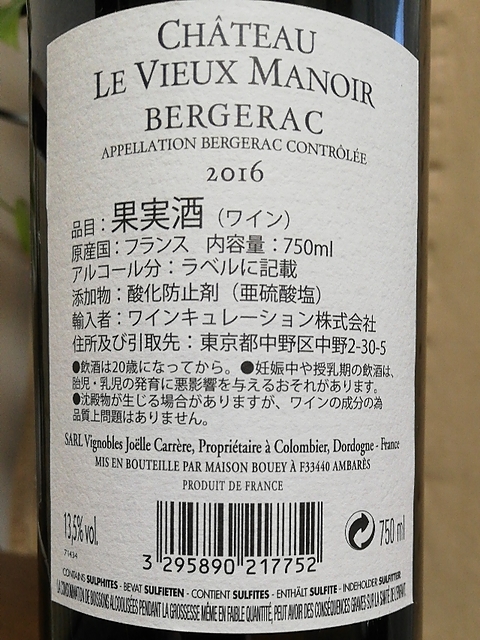 CHÂTEAU
LE VIEUX MANOIR
BERGERAC
APPELLATION BERGERAC CONTRÔLÉE
2016
品目：果実酒（ワイン）
原産国：フランス 内容量：750ml
アルコール分：ラベルに記載
添加物：酸化防止剤（亜硫酸塩）
輸入者：ワインキュレーション株式会社
住所及び引取先：東京都中野区中野2-30-5
●飲酒は20歳になってから。●妊娠中や授乳期の飲酒は、
胎児・乳児の発育に悪影響を与えるおそれがあります。
●沈殿物が生じる場合がありますが、ワインの成分の為
品質上問題はありません。
SARL Vignobles Joëlle Carrère, Propriétaire à Colombier, Dordogne - France
MIS EN BOUTEILLE PAR MAISON BOUEY À F33440 AMBARÈS
PRODUIT DE FRANCE
13,5% vol.
750 ml
71434
3 295890 217752
CONTAINS SULPHITES - BEVAT SULFIETEN - CONTIENT SULFITES - ENTHÄLT SULFITE - INDEHOLDER SULFITTER
LA CONSOMMATION DE BOISSONS ALCOOLISÉES PENDANT LA GROSSESSE, MÊME EN FAIBLE QUANTITÉ, PEUT AVOIR DES CONSÉQUENCES GRAVES SUR LA SANTÉ DE L'ENFANT.